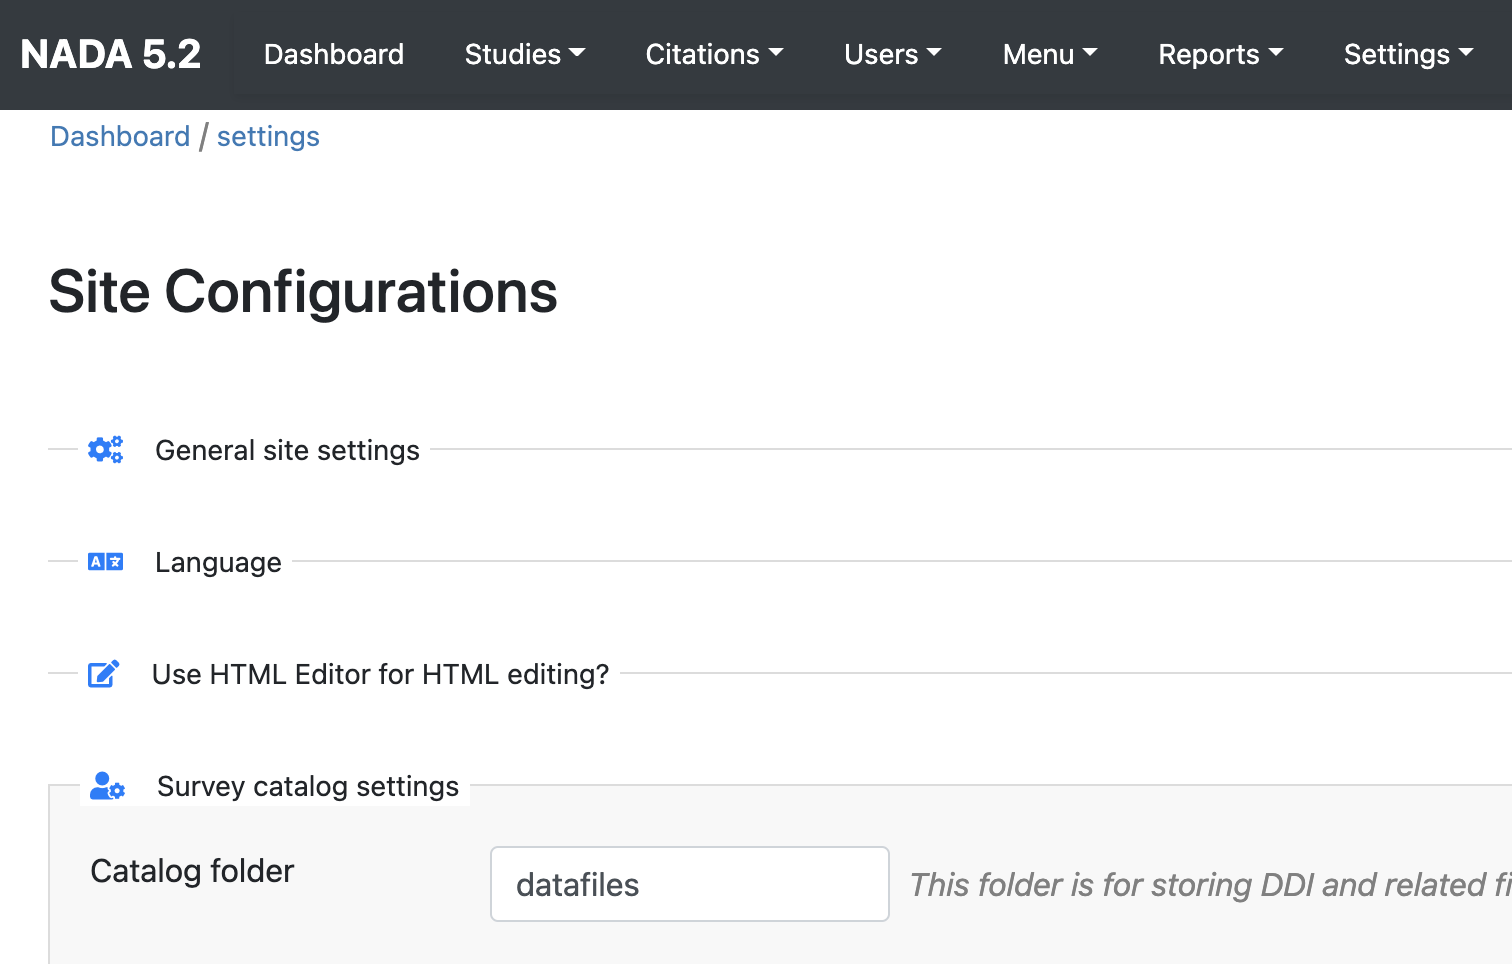 NADA 5.2 Dashboard Studies Citations Users Menu Reports Settings
Dashboard / settings
Site Configurations
General site settings
Language
Use HTML Editor for HTML editing?
Survey catalog settings
Catalog folder datafiles This folder is for storing DDI and related